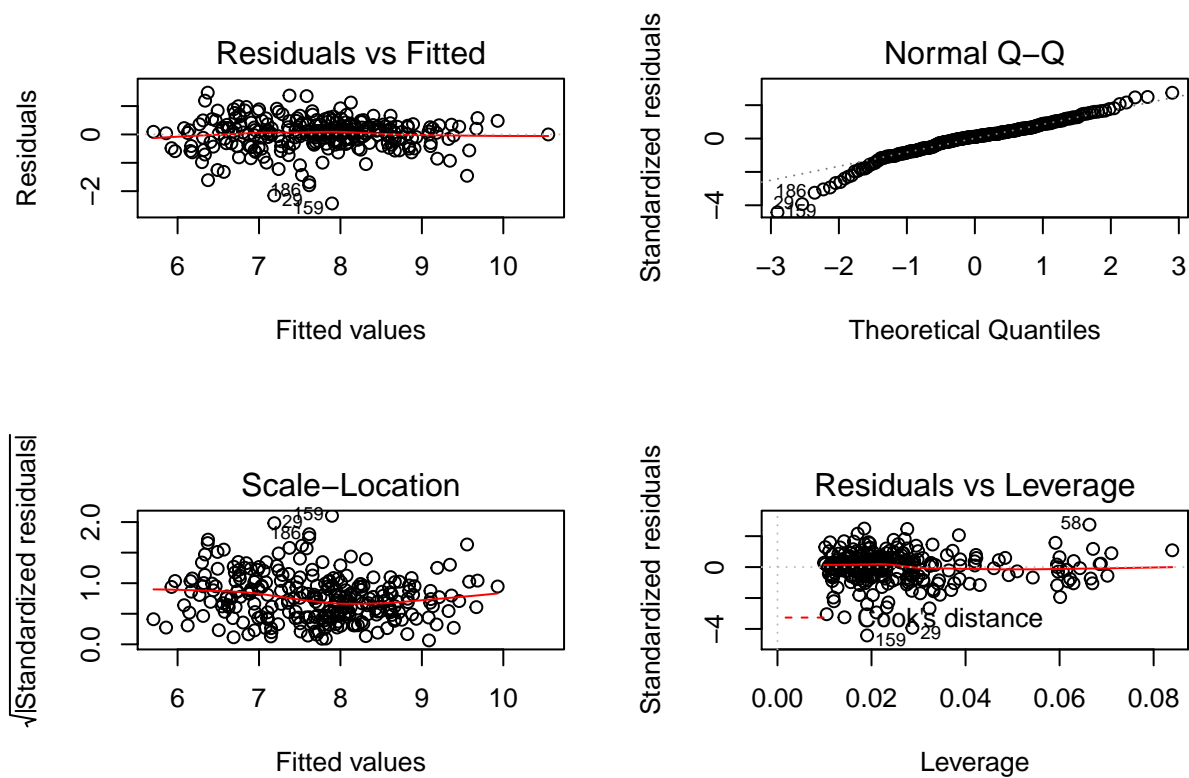 Residuals vs Fitted
Residuals
0
−2
186
29
159
6 7 8 9 10
Fitted values
Normal Q−Q
Standardized residuals
0
−4
186
29
159
−3 −2 −1 0 1 2 3
Theoretical Quantiles
Scale−Location
√|Standardized residuals|
2.0
1.0
0.0
159
29
186
6 7 8 9 10
Fitted values
Residuals vs Leverage
Standardized residuals
0
−4
58
Cook's distance
159
29
0.00 0.02 0.04 0.06 0.08
Leverage